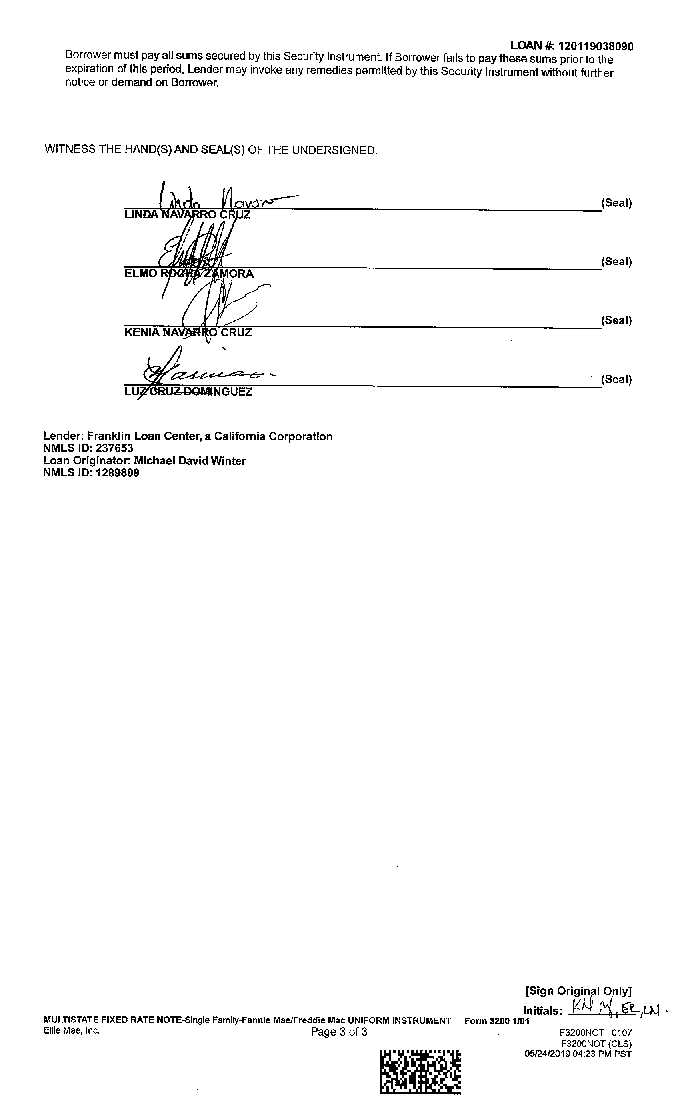 LOAN #: 120119038090
Borrower must pay all sums secured by this Security Instrument. If Borrower fails to pay these sums prior to the
expiration of this period, Lender may invoke any remedies permitted by this Security Instrument without further
notice or demand on Borrower.
WITNESS THE HAND(S) AND SEAL(S) OF THE UNDERSIGNED.
Linda Navarro
(Seal)
LINDA NAVARRO CRUZ
(Seal)
ELMO ROCHA ZAMORA
(Seal)
KENIA NAVARRO CRUZ
(Seal)
LUZ CRUZ DOMINGUEZ
Lender: Franklin Loan Center, a California Corporation
NMLS ID: 237653
Loan Originator: Michael David Winter
NMLS ID: 1289809
[Sign Original Only]
Initials: KN
MULTISTATE FIXED RATE NOTE-Single Family-Fannie Mae/Freddie Mac UNIFORM INSTRUMENT Form 3200 1/01
Ellie Mae, Inc. Page 3 of 3 F3200NOT 0107
F3200NOT (CLS)
05/24/2019 04:23 PM PST